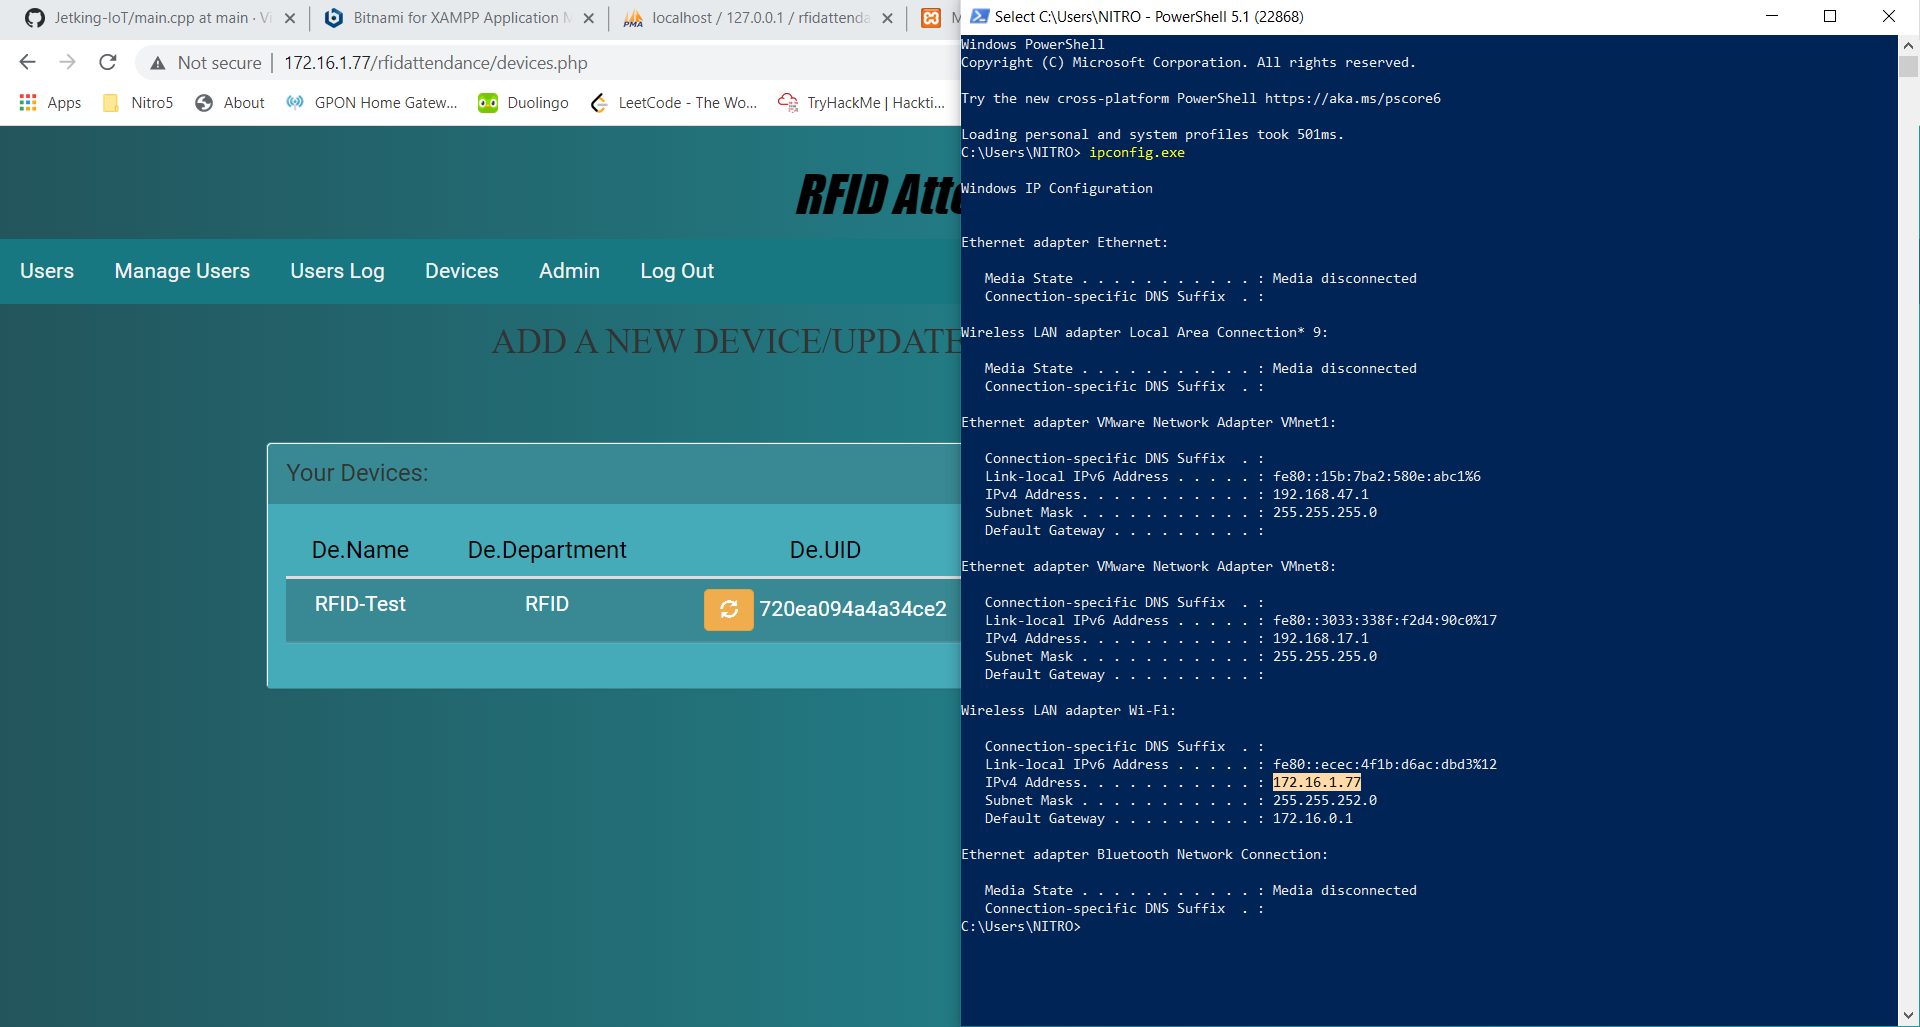 Jetking-IoT/main.cpp at main · Vi
Bitnami for XAMPP Application M
localhost / 127.0.0.1 / rfidattenda
M
Select C:\Users\NITRO - PowerShell 5.1 (22868)
Not secure
172.16.1.77/rfidattendance/devices.php
Apps
Nitro5
About
GPON Home Gatew...
Duolingo
LeetCode - The Wo...
TryHackMe | Hackti...
RFID Atte
Users
Manage Users
Users Log
Devices
Admin
Log Out
ADD A NEW DEVICE/UPDATE
Your Devices:
De.Name De.Department De.UID
RFID-Test RFID 720ea094a4a34ce2
Windows PowerShell
Copyright (C) Microsoft Corporation. All rights reserved.
Try the new cross-platform PowerShell https://aka.ms/pscore6
Loading personal and system profiles took 501ms.
C:\Users\NITRO> ipconfig.exe
Windows IP Configuration
Ethernet adapter Ethernet:
Media State . . . . . . . . . . . : Media disconnected
Connection-specific DNS Suffix  . :
Wireless LAN adapter Local Area Connection* 9:
Media State . . . . . . . . . . . : Media disconnected
Connection-specific DNS Suffix  . :
Ethernet adapter VMware Network Adapter VMnet1:
Connection-specific DNS Suffix  . :
Link-local IPv6 Address . . . . . : fe80::15b:7ba2:580e:abc1%6
IPv4 Address. . . . . . . . . . . : 192.168.47.1
Subnet Mask . . . . . . . . . . . : 255.255.255.0
Default Gateway . . . . . . . . . :
Ethernet adapter VMware Network Adapter VMnet8:
Connection-specific DNS Suffix  . :
Link-local IPv6 Address . . . . . : fe80::3033:338f:f2d4:90c0%17
IPv4 Address. . . . . . . . . . . : 192.168.17.1
Subnet Mask . . . . . . . . . . . : 255.255.255.0
Default Gateway . . . . . . . . . :
Wireless LAN adapter Wi-Fi:
Connection-specific DNS Suffix  . :
Link-local IPv6 Address . . . . . : fe80::ecec:4f1b:d6ac:dbd3%12
IPv4 Address. . . . . . . . . . . : 172.16.1.77
Subnet Mask . . . . . . . . . . . : 255.255.252.0
Default Gateway . . . . . . . . . : 172.16.0.1
Ethernet adapter Bluetooth Network Connection:
Media State . . . . . . . . . . . : Media disconnected
Connection-specific DNS Suffix  . :
C:\Users\NITRO>